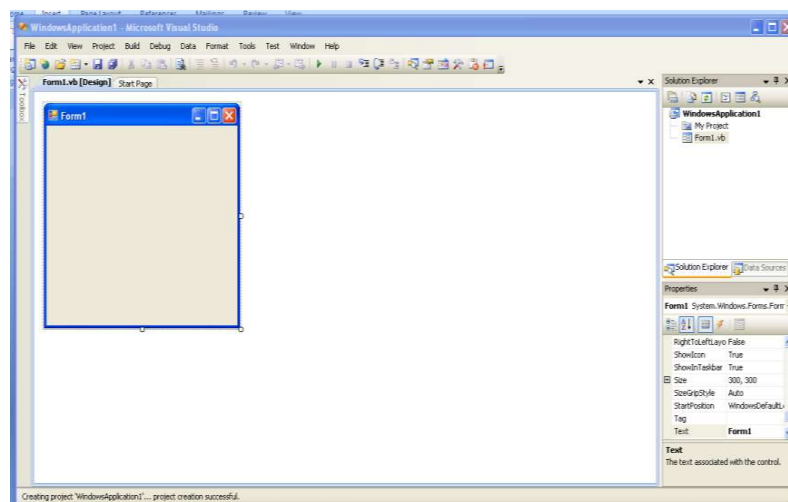 Insert Page Layout References Mailings Review View
WindowsApplication1 - Microsoft Visual Studio
File Edit View Project Build Debug Data Format Tools Test Window Help
Form1.vb [Design] Start Page
Toolbox
Form1
Solution Explorer
WindowsApplication1
My Project
Form1.vb
Solution Explorer Data Sources
Properties
Form1 System.Windows.Forms.Form
RightToLeftLayo False
ShowIcon True
ShowInTaskbar True
Size 300, 300
SizeGripStyle Auto
StartPosition WindowsDefaultL
Tag
Text Form1
Text
The text associated with the control.
Creating project 'WindowsApplication1'... project creation successful.